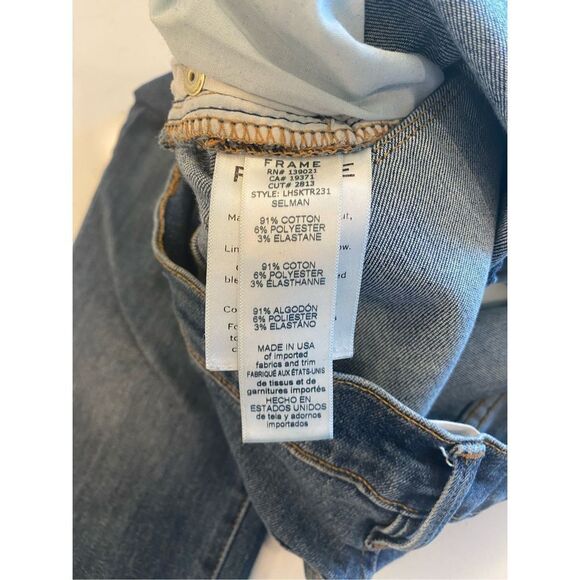 FRAME
RN# 139021
CA# 19371
CUT# 2813
STYLE: LHSKTR231
SELMAN
91% COTTON
6% POLYESTER
3% ELASTANE
91% COTON
6% POLYESTER
3% ÉLASTHANNE
91% ALGODÓN
6% POLIESTER
3% ELASTANO
MADE IN USA
of imported
fabrics and trim
FABRIQUÉ AUX ÉTATS-UNIS
de tissus et de
garnitures importés
HECHO EN
ESTADOS UNIDOS
de tela y adornos
importados